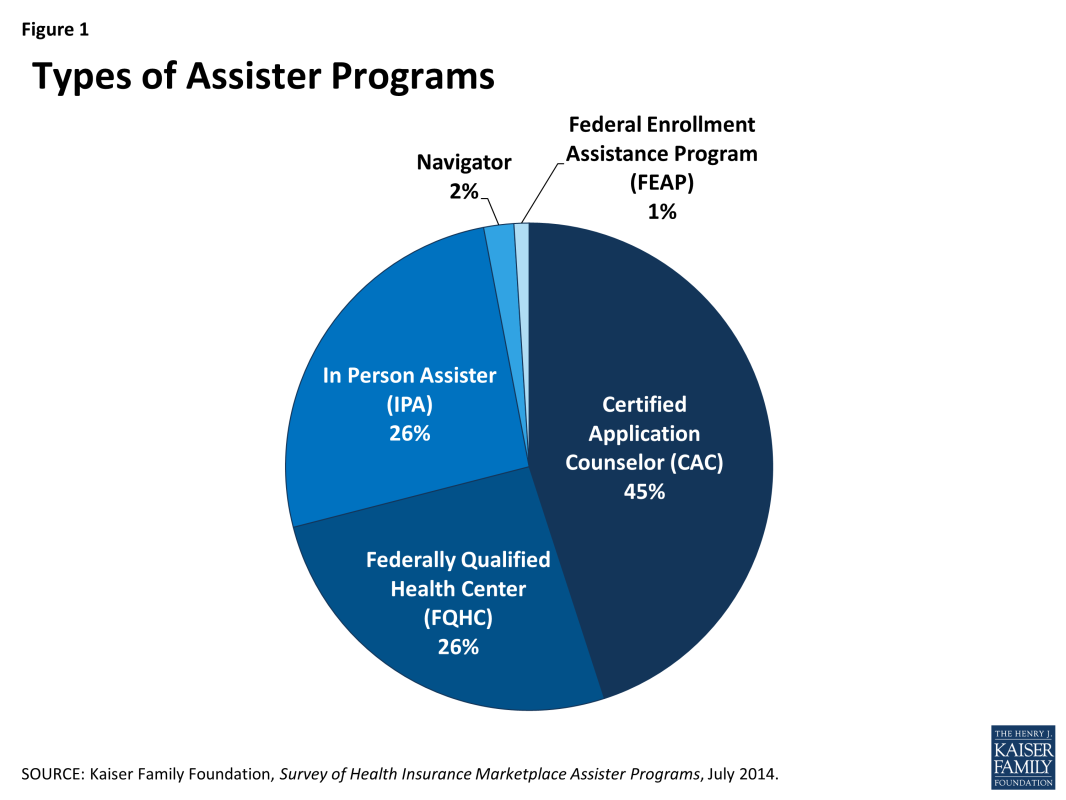 Figure 1
Types of Assister Programs
Federal Enrollment
Assistance Program
(FEAP)
1%
Navigator
2%
In Person Assister
(IPA)
26%
Certified
Application
Counselor (CAC)
45%
Federally Qualified
Health Center
(FQHC)
26%
THE HENRY J.
KAISER
FAMILY
FOUNDATION
SOURCE: Kaiser Family Foundation, Survey of Health Insurance Marketplace Assister Programs, July 2014.